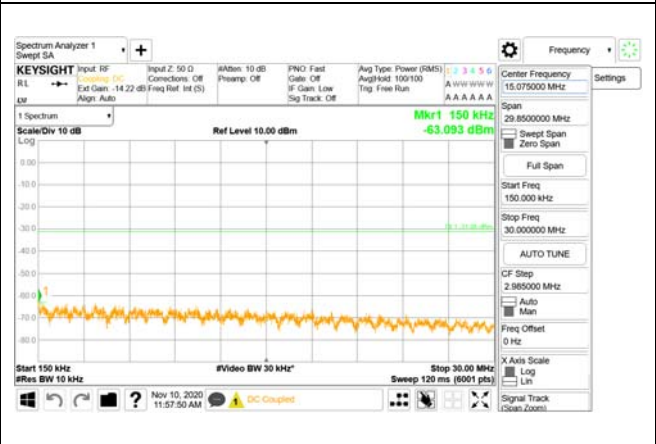 Spectrum Analyzer 1
Swept SA
Frequency
KEYSIGHT
RL
Input: RF
Coupling: DC
Ext Gain: -14.22 dB
Align: Auto
Input Z: 50 Ω
Corrections: Off
Freq Ref: Int (S)
#Atten: 10 dB
Preamp: Off
PNO: Fast
Gate: Off
IF Gain: Low
Sig Track: Off
Avg Type: Power (RMS)
Avg|Hold: 100/100
Trig: Free Run
1 2 3 4 5 6
A W W W W W
A A A A A A
1 Spectrum
Scale/Div 10 dB
Log
Ref Level 10.00 dBm
Mkr1 150 kHz
-63.093 dBm
0.00
-10.0
-20.0
-30.0
-40.0
-50.0
-60.0
-70.0
-80.0
1
Start 150 kHz
#Res BW 10 kHz
#Video BW 30 kHz*
Stop 30.00 MHz
Sweep 120 ms (6001 pts)
Nov 10, 2020
11:57:50 AM
DC Coupled
Center Frequency
15.075000 MHz
Settings
Span
29.8500000 MHz
Swept Span
Zero Span
Full Span
Start Freq
150.000 kHz
Stop Freq
30.000000 MHz
AUTO TUNE
CF Step
2.985000 MHz
Auto
Man
Freq Offset
0 Hz
X Axis Scale
Log
Lin
Signal Track
(Span Zoom)